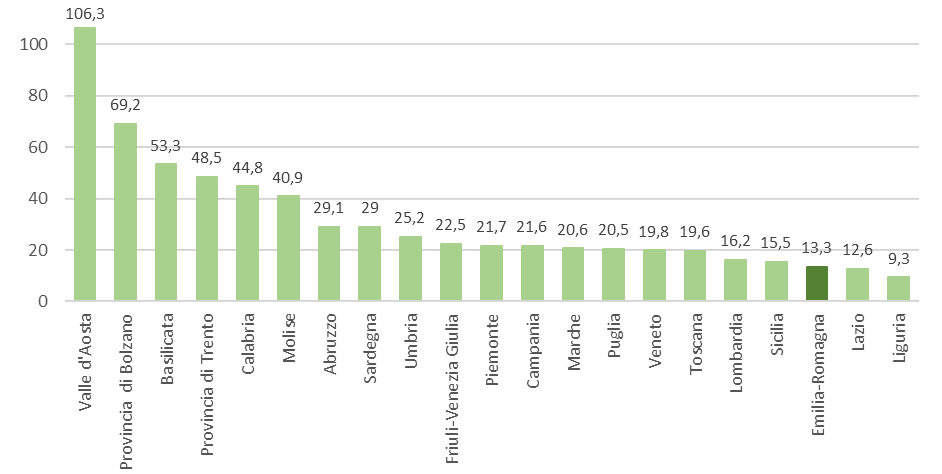 106,3
100
80
60
40
20
0
69,2
53,3
48,5
44,8
40,9
29,1
29
25,2
22,5
21,7
21,6
20,6
20,5
19,8
19,6
16,2
15,5
13,3
12,6
9,3
Valle d'Aosta
Provincia di Bolzano
Basilicata
Provincia di Trento
Calabria
Molise
Abruzzo
Sardegna
Umbria
Friuli-Venezia Giulia
Piemonte
Campania
Marche
Puglia
Veneto
Toscana
Lombardia
Sicilia
Emilia-Romagna
Lazio
Liguria